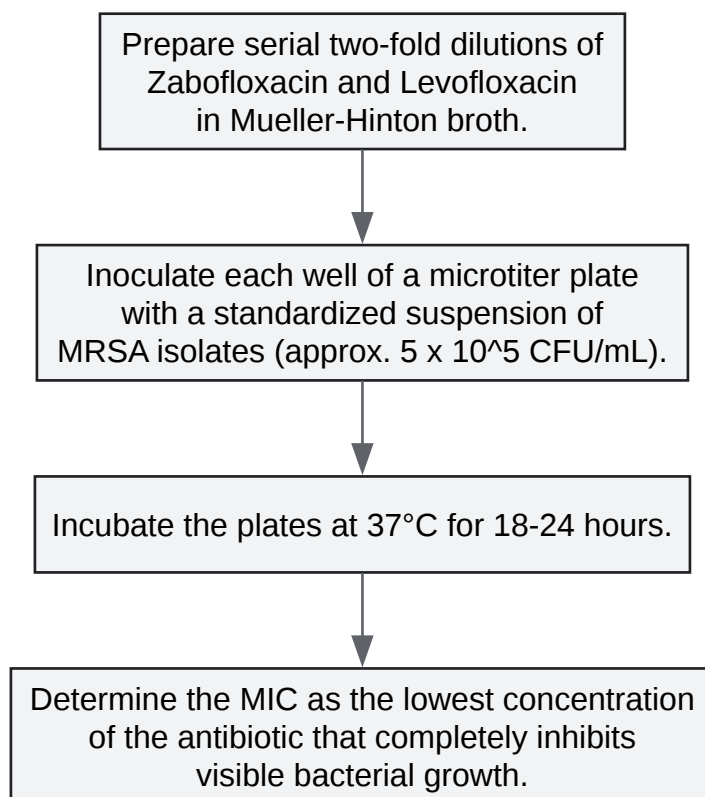 Prepare serial two-fold dilutions of
Zabofloxacin and Levofloxacin
in Mueller-Hinton broth.
Inoculate each well of a microtiter plate
with a standardized suspension of
MRSA isolates (approx. 5 x 10^5 CFU/mL).
Incubate the plates at 37°C for 18-24 hours.
Determine the MIC as the lowest concentration
of the antibiotic that completely inhibits
visible bacterial growth.